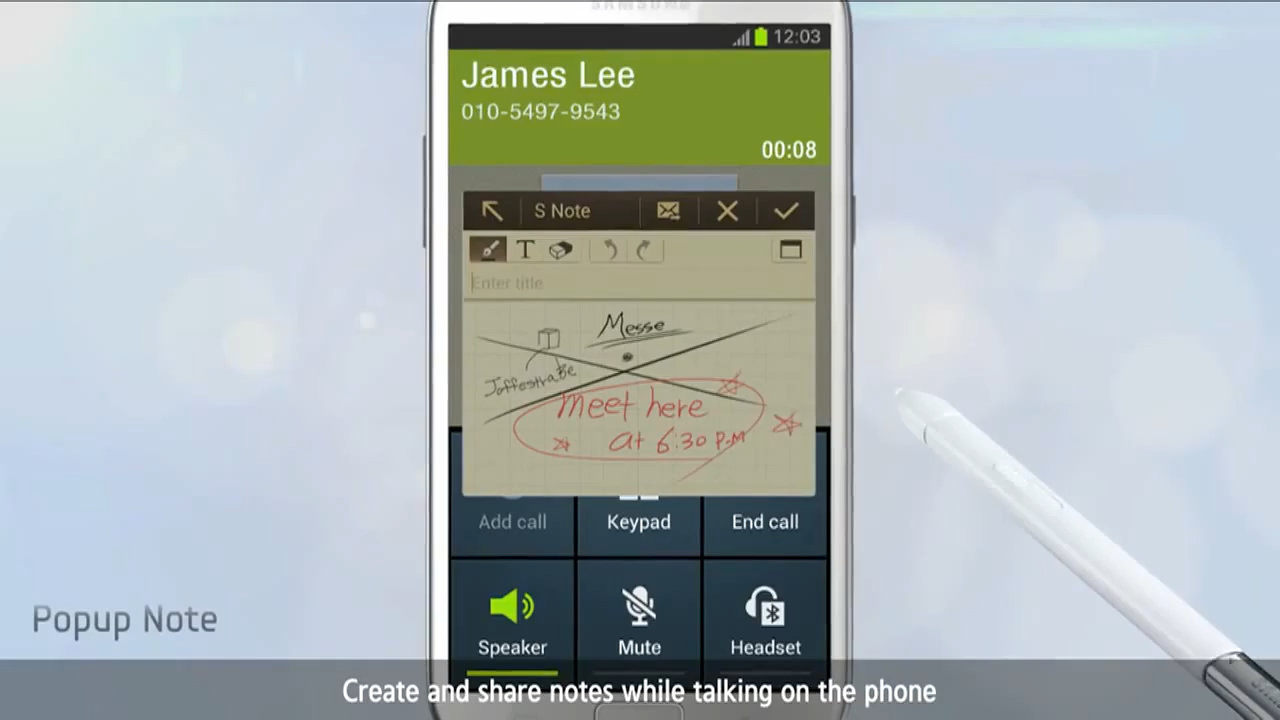 SAMSUNG
12:03
James Lee
010-5497-9543
00:08
S Note
T
Enter title
Messe
Joffestraße
meet here
at 6:30 P.M
Add call
Keypad
End call
Speaker
Mute
Headset
Popup Note
Create and share notes while talking on the phone